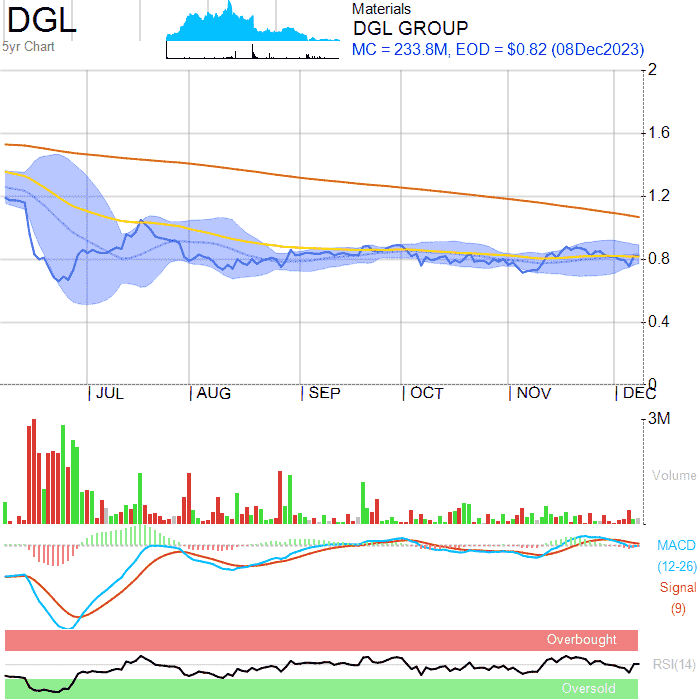 DGL
5yr Chart
Materials
DGL GROUP
MC = 233.8M, EOD = $0.82 (08Dec2023)
2
1.6
1.2
0.8
0.4
0
JUL AUG SEP OCT NOV DEC
3M
Volume
MACD
(12-26)
Signal
(9)
Overbought
RSI(14)
Oversold